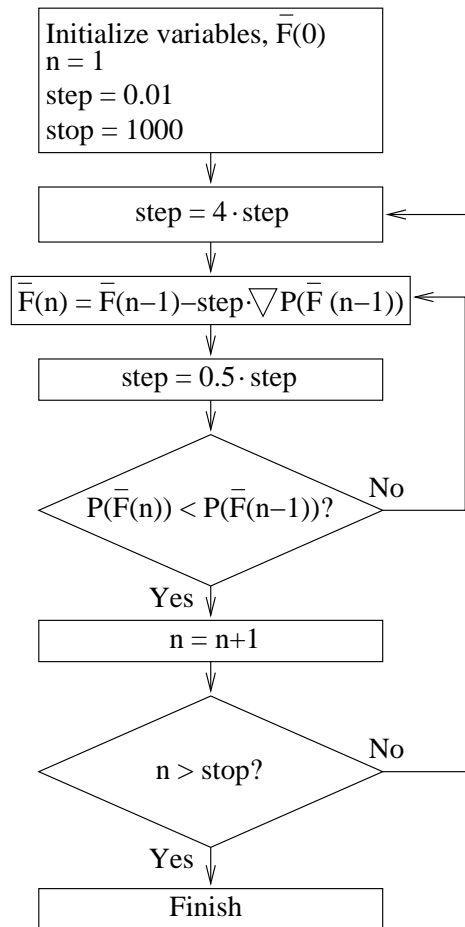 Initialize variables, F̄(0)
n = 1
step = 0.01
stop = 1000
step = 4 · step
F̄(n) = F̄(n−1)−step·▽P(F̄ (n−1))
step = 0.5 · step
P(F̄(n)) < P(F̄(n−1))?
No
Yes
n = n+1
n > stop?
No
Yes
Finish